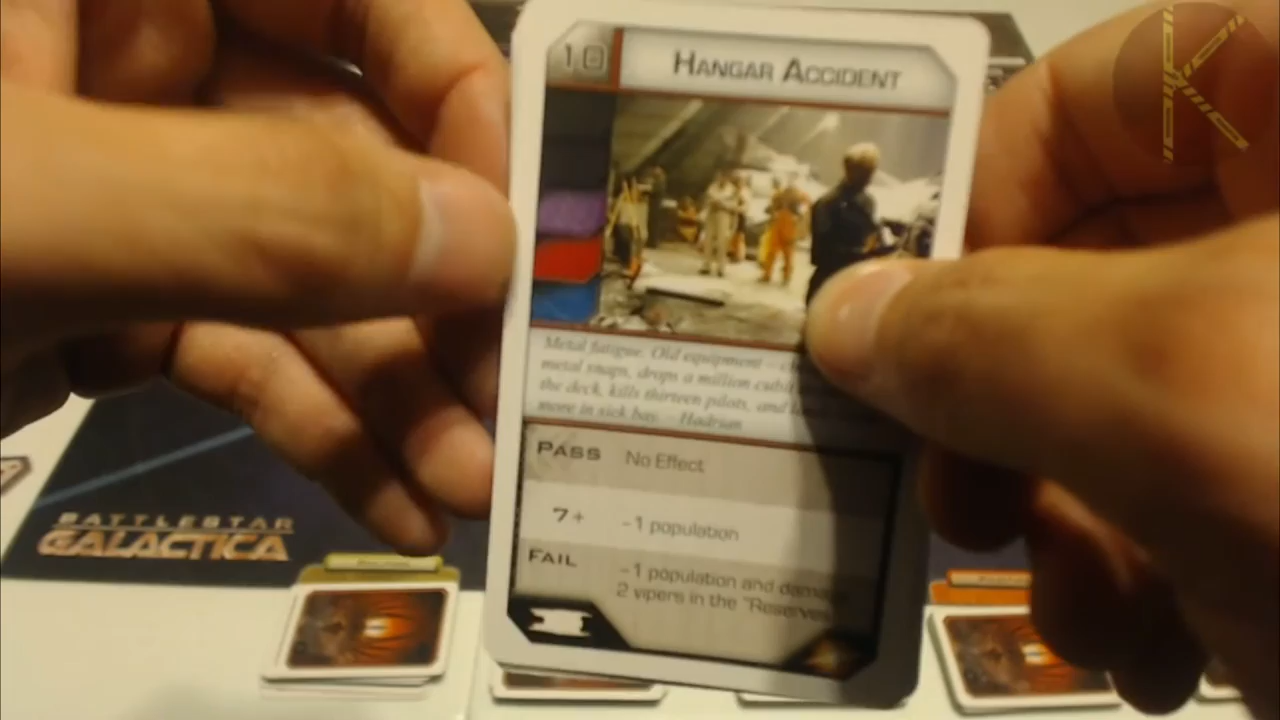 10 HANGAR ACCIDENT
Metal fatigue. Old equipment
metal snaps, drops a million
the deck, kills thirteen pilots, and
more in sick bay. – Hadrian
PASS No Effect
7+ -1 population
FAIL -1 population and
2 vipers in the "Reserves
BATTLESTAR
GALACTICA
K